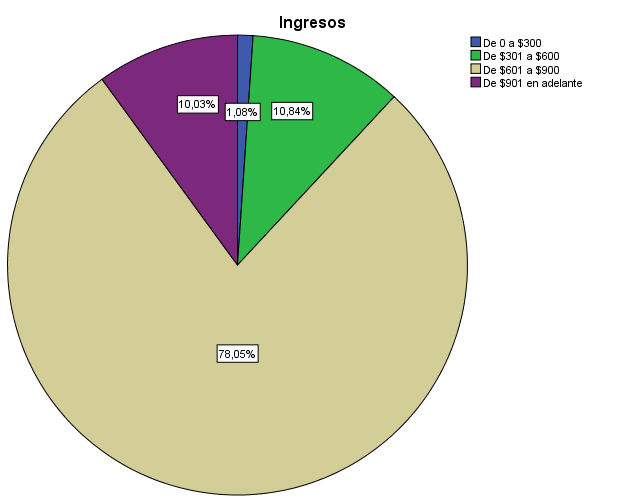 Ingresos
De 0 a $300
De $301 a $600
De $601 a $900
De $901 en adelante
10,03%
1,08%
10,84%
78,05%